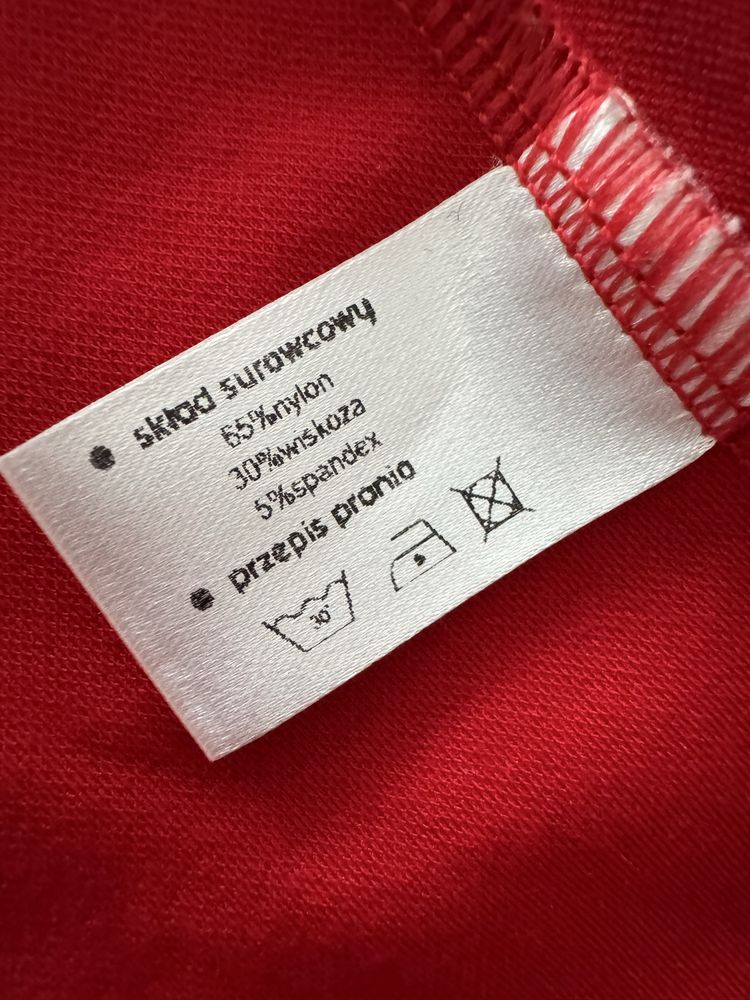 skład surowcowy
65%nylon
30%wiskoza
5%spandex
przepis prania
30°